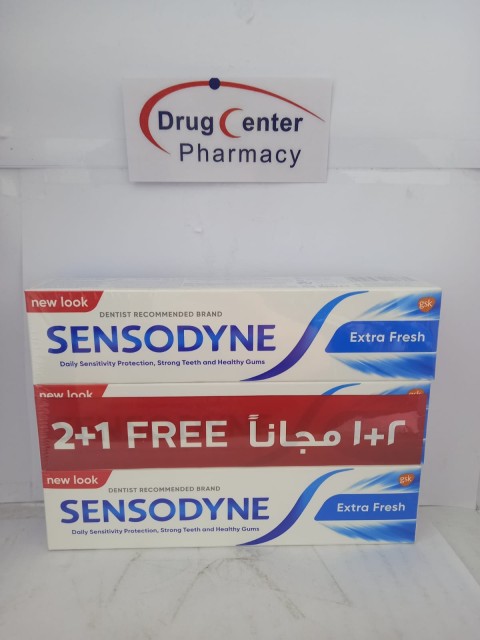 Drug Center
Pharmacy
new look
gsk
DENTIST RECOMMENDED BRAND
SENSODYNE
Extra Fresh
Daily Sensitivity Protection, Strong Teeth and Healthy Gums
new look
2+1 FREE ٢+١ مجاناً
new look
gsk
DENTIST RECOMMENDED BRAND
SENSODYNE
Extra Fresh
Daily Sensitivity Protection, Strong Teeth and Healthy Gums